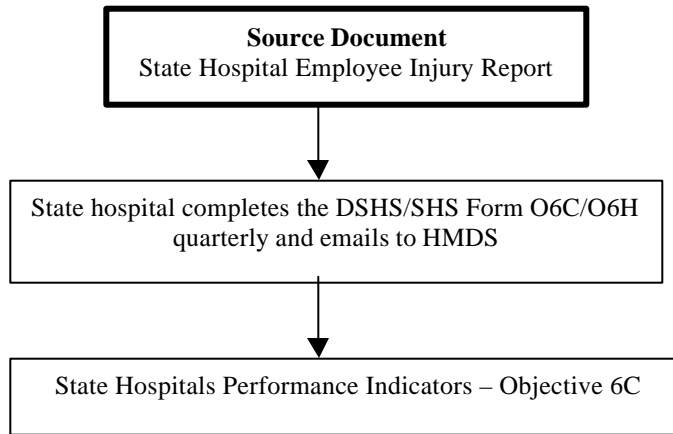 Source Document
State Hospital Employee Injury Report
State hospital completes the DSHS/SHS Form O6C/O6H
quarterly and emails to HMDS
State Hospitals Performance Indicators – Objective 6C